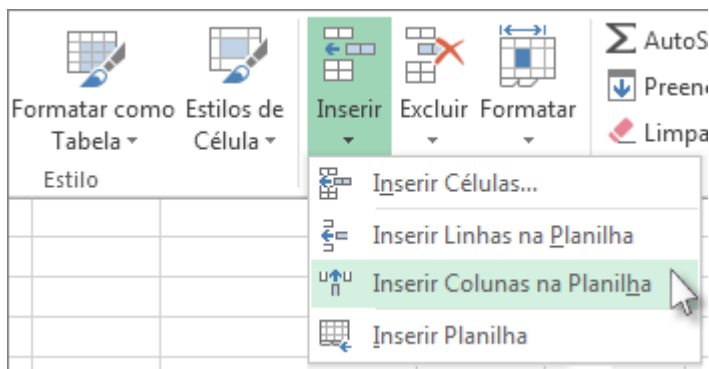 Formatar como
Tabela
Estilos de
Célula
Inserir
Excluir
Formatar
AutoS
Preen
Limpa
Estilo
Inserir Células...
Inserir Linhas na Planilha
Inserir Colunas na Planilha
Inserir Planilha